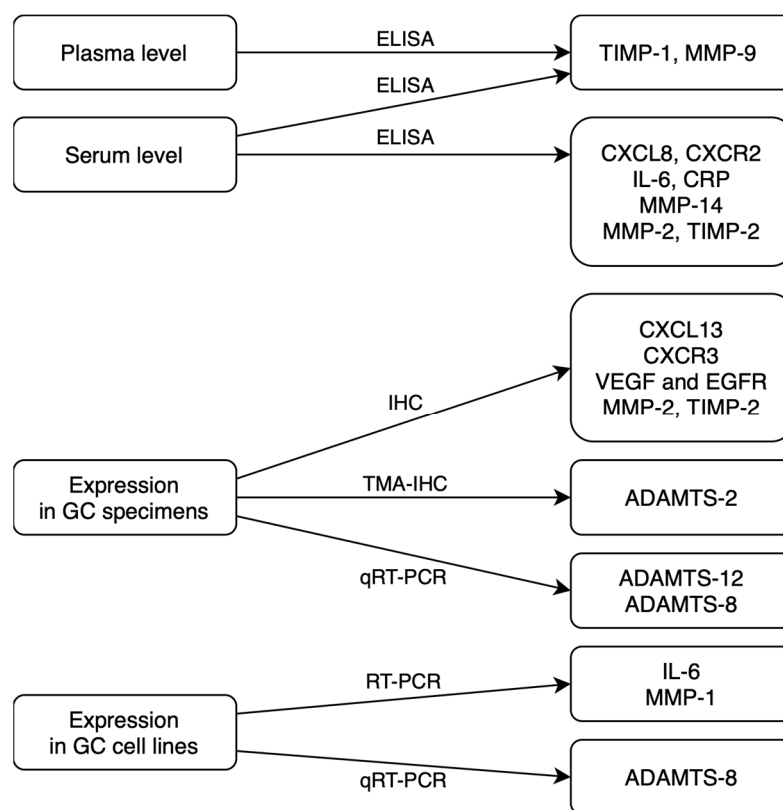 Plasma level
ELISA
TIMP-1, MMP-9
ELISA
Serum level
ELISA
CXCL8, CXCR2
IL-6, CRP
MMP-14
MMP-2, TIMP-2
CXCL13
CXCR3
VEGF and EGFR
MMP-2, TIMP-2
IHC
Expression
in GC specimens
TMA-IHC
ADAMTS-2
qRT-PCR
ADAMTS-12
ADAMTS-8
RT-PCR
IL-6
MMP-1
Expression
in GC cell lines
qRT-PCR
ADAMTS-8